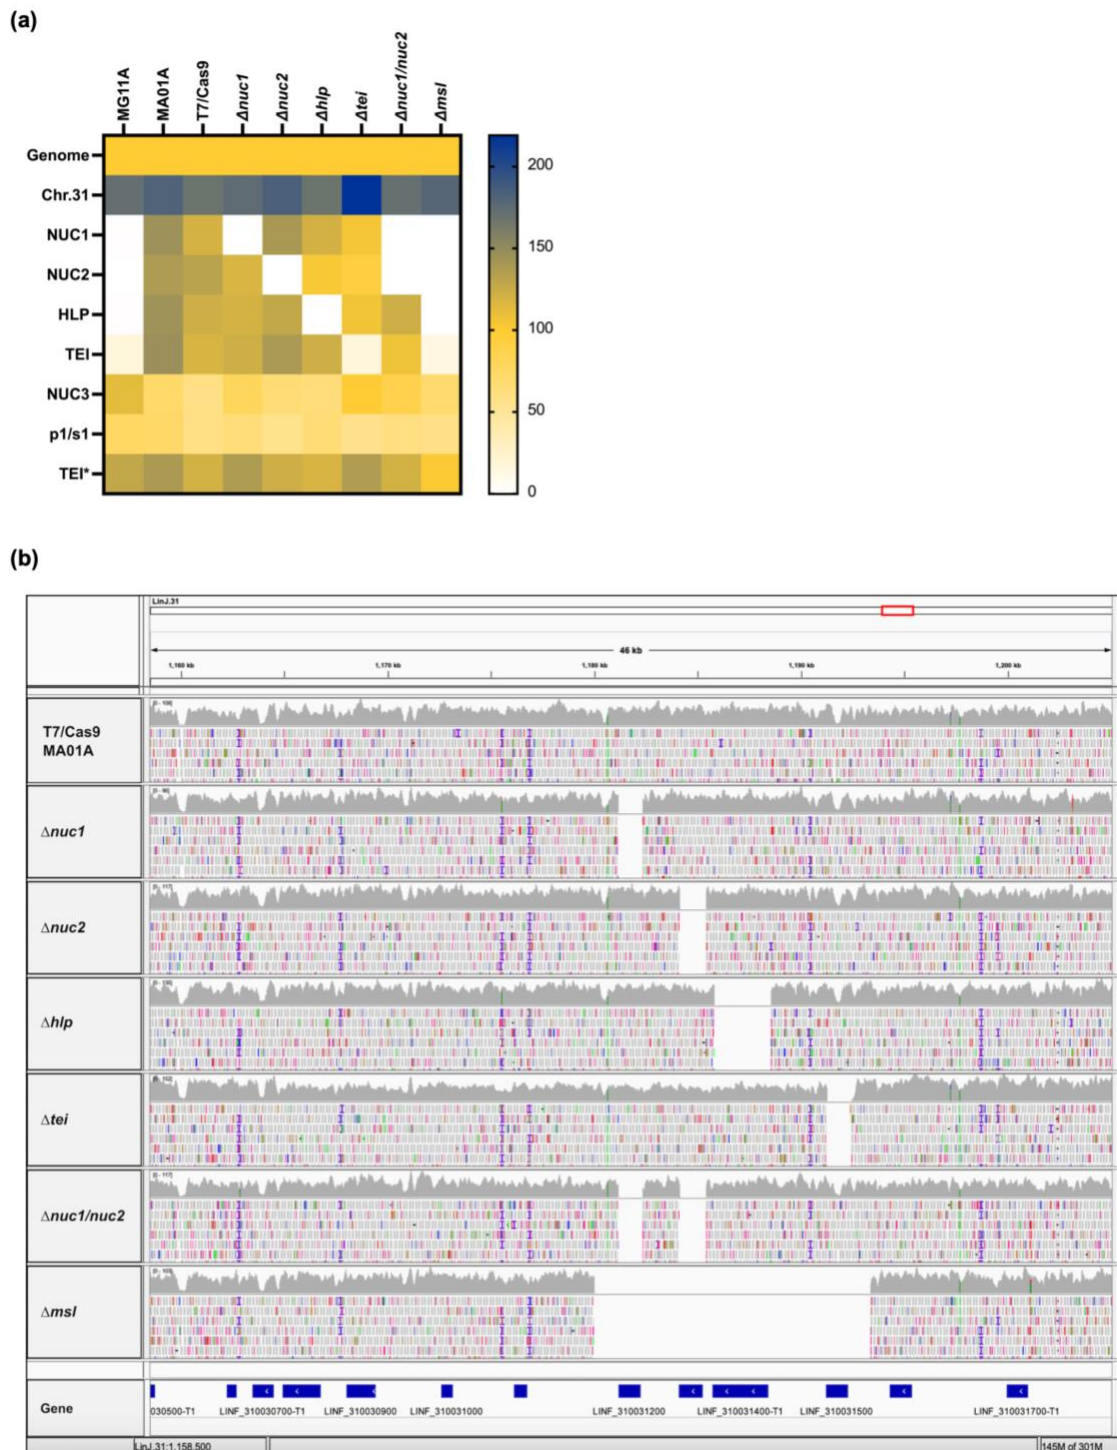 (a)
MG11A MA01A T7/Cas9 Δnuc1 Δnuc2 Δhlp Δtei Δnuc1/nuc2 Δmsl
Genome
Chr.31
NUC1
NUC2
HLP
TEI
NUC3
p1/s1
TEI*
200
150
100
50
0
(b)
LinJ.31
46 kb
1,160 kb 1,170 kb 1,180 kb 1,190 kb 1,200 kb
T7/Cas9
MA01A
Δnuc1
Δnuc2
Δhlp
Δtei
Δnuc1/nuc2
Δmsl
Gene
030500-T1 LINF_310030700-T1 LINF_310030900 LINF_310031000 LINF_310031200 LINF_310031400-T1 LINF_310031500 LINF_310031700-T1
LinJ.31:1,158,500 145M of 301M